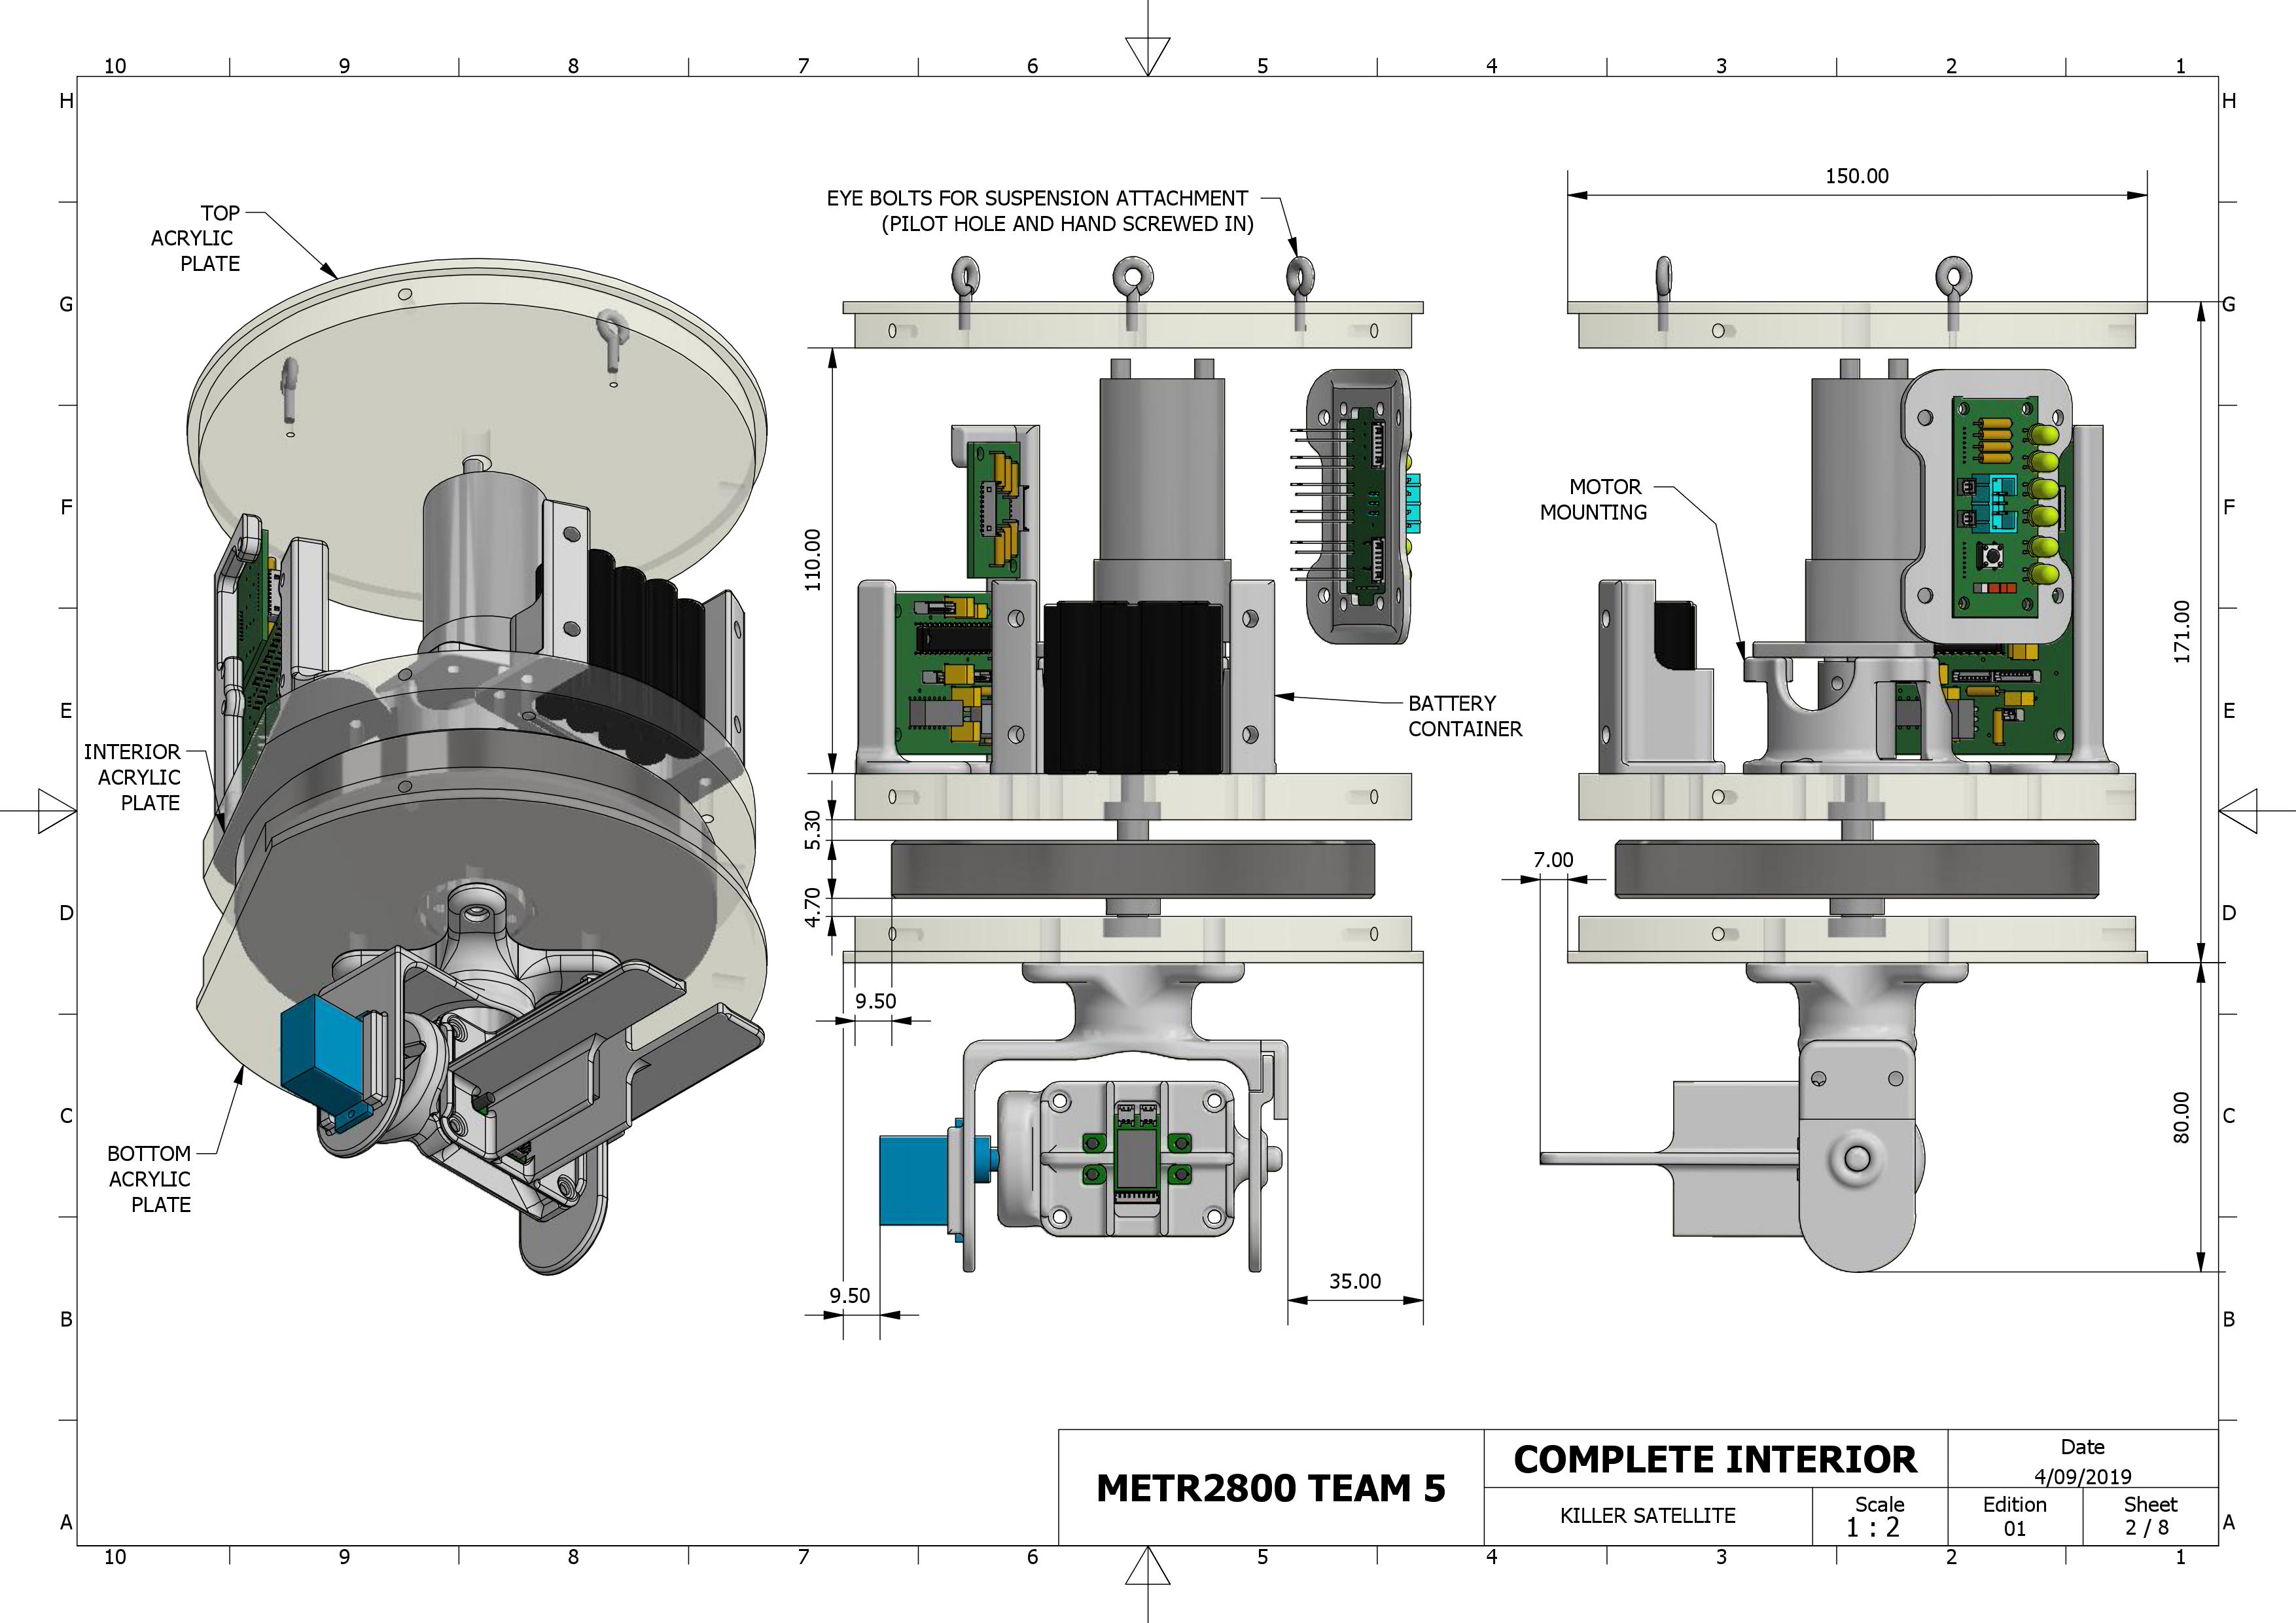 10 9 8 7 6 5 4 3 2 1
H H
EYE BOLTS FOR SUSPENSION ATTACHMENT
(PILOT HOLE AND HAND SCREWED IN)
150.00
TOP
ACRYLIC
PLATE
G G
MOTOR
MOUNTING
F F
110.00
171.00
BATTERY
CONTAINER
E E
INTERIOR
ACRYLIC
PLATE
5.30
7.00
4.70
D D
9.50
C C
80.00
BOTTOM
ACRYLIC
PLATE
9.50
35.00
B B
METR2800 TEAM 5
COMPLETE INTERIOR
Date
4/09/2019
KILLER SATELLITE
Scale
1 : 2
Edition
01
Sheet
2 / 8
A A
10 9 8 7 6 5 4 3 2 1